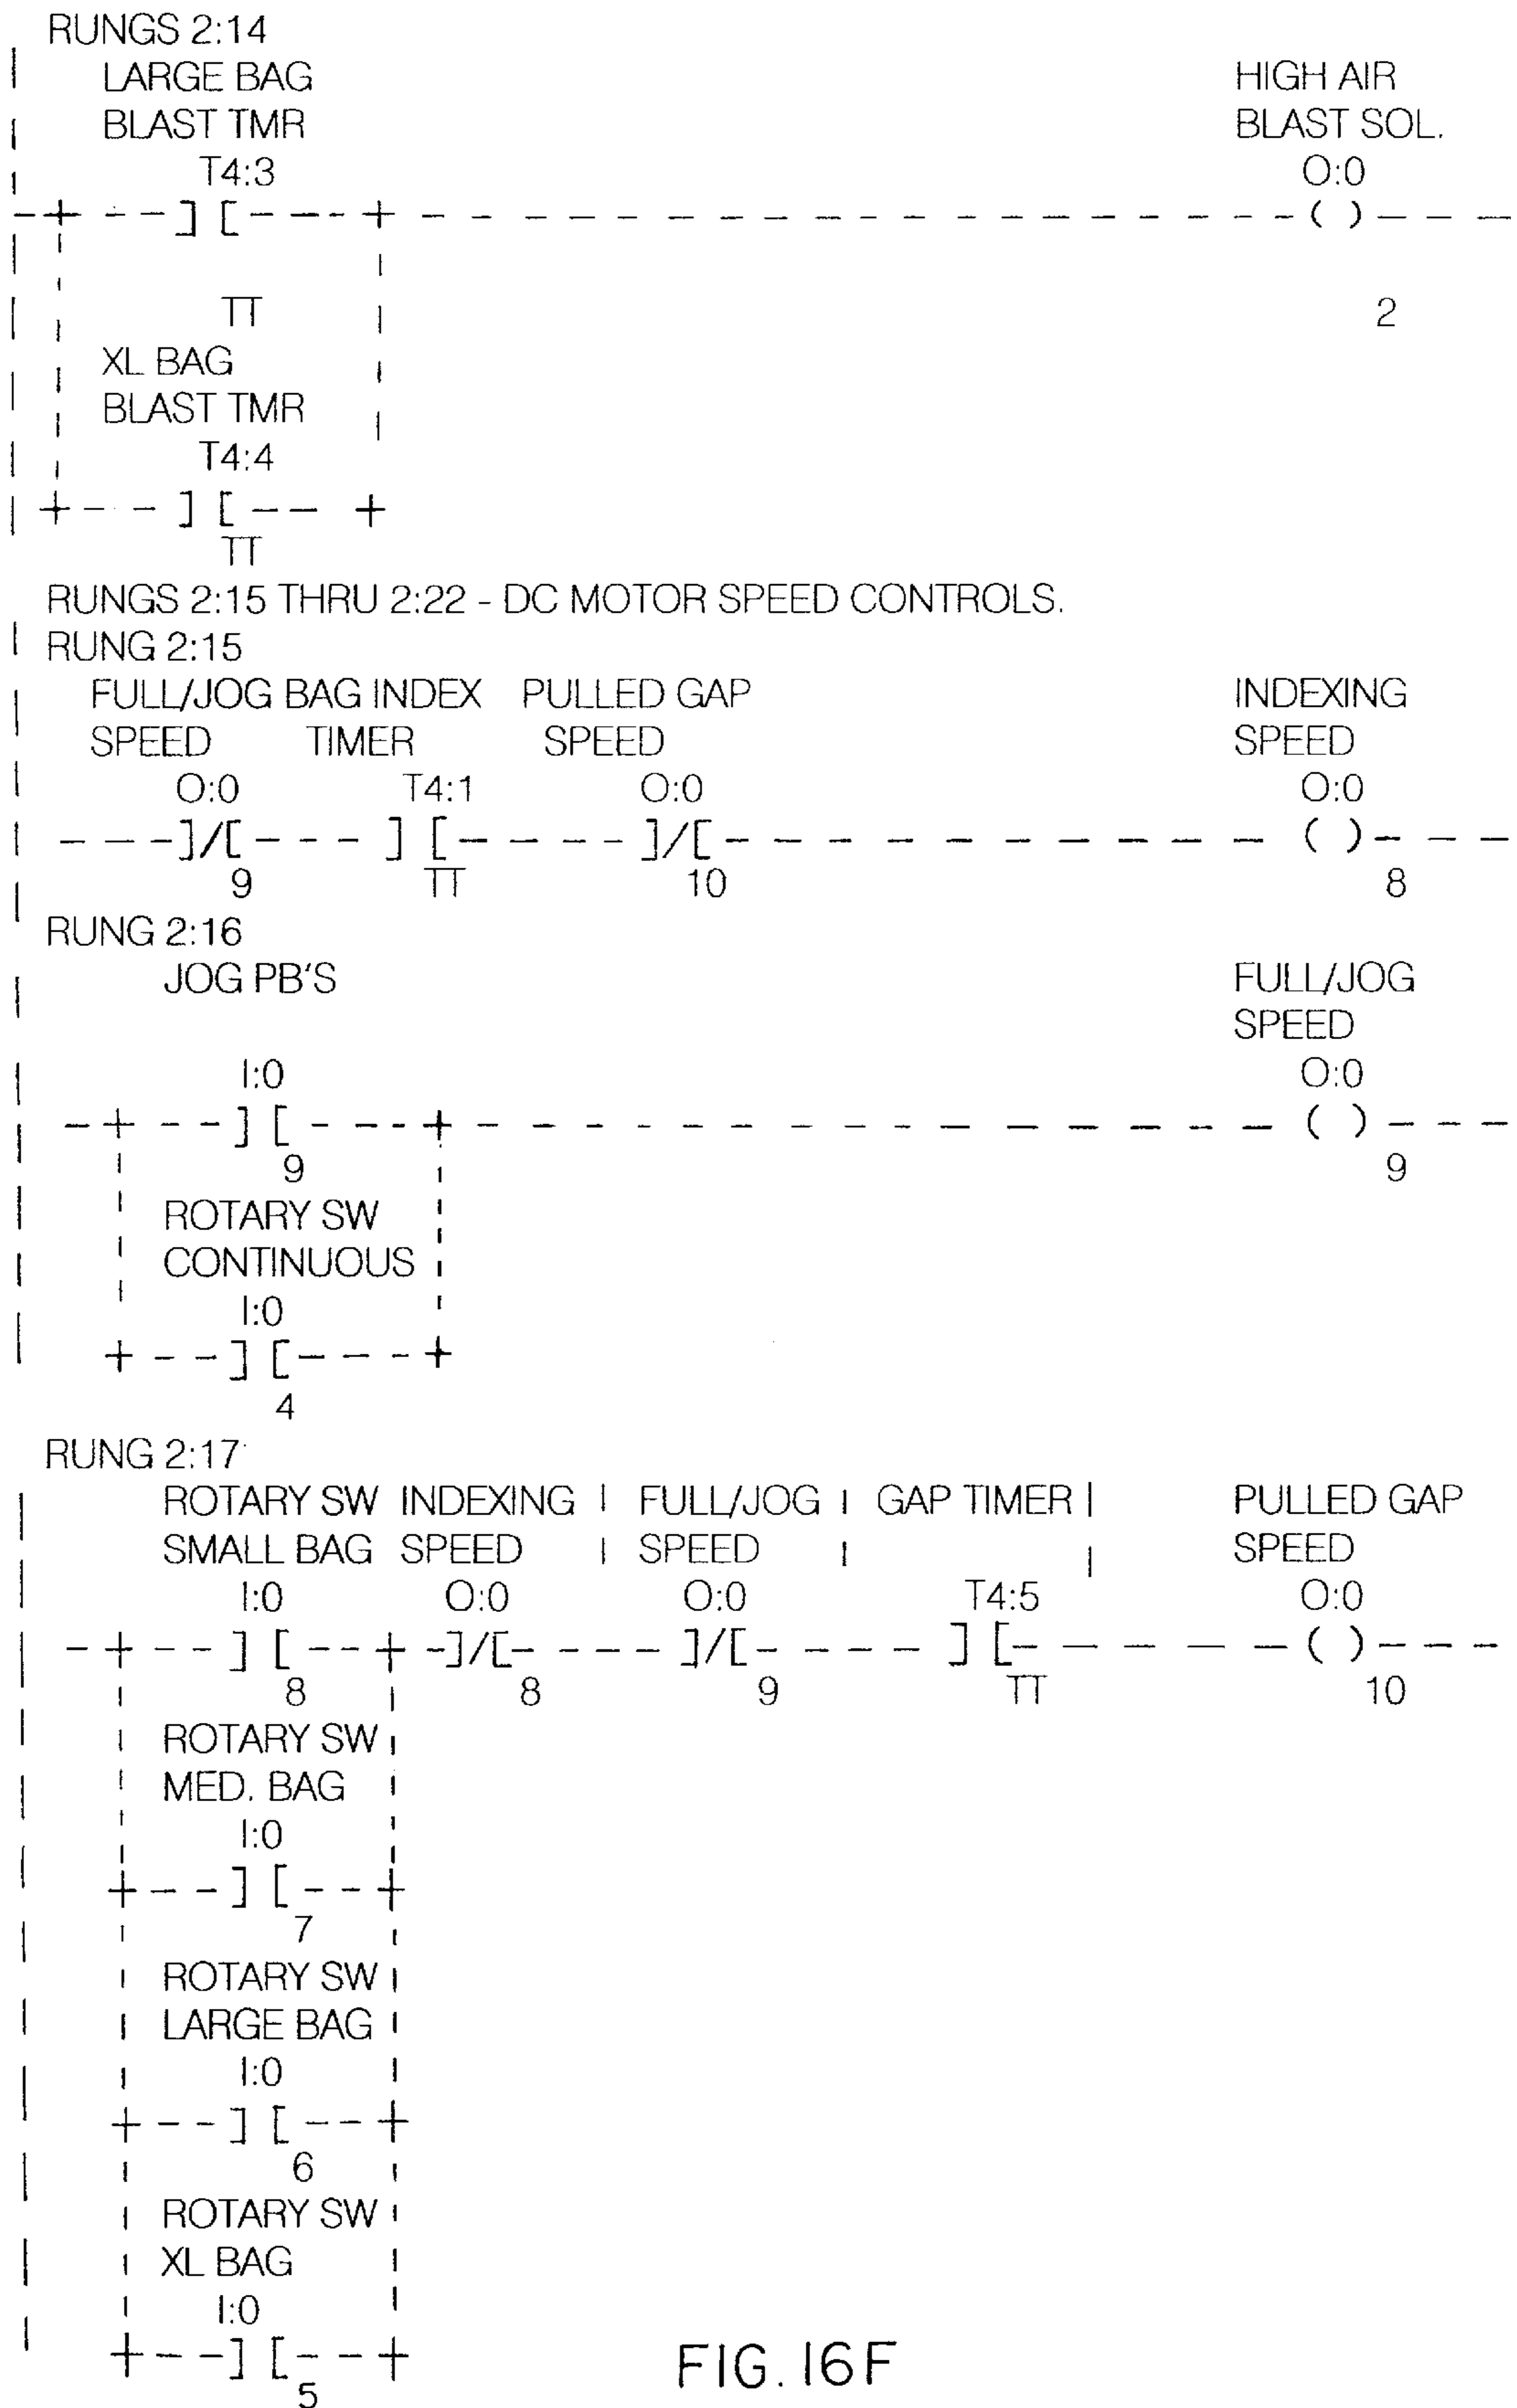 RUNGS 2:14
LARGE BAG HIGH AIR
BLAST TMR BLAST SOL.
T4:3 O:0
] [ ( )
TT 2
XL BAG
BLAST TMR
T4:4
] [
TT
RUNGS 2:15 THRU 2:22 - DC MOTOR SPEED CONTROLS.
RUNG 2:15
FULL/JOG BAG INDEX PULLED GAP INDEXING
SPEED TIMER SPEED SPEED
O:0 T4:1 O:0 O:0
]/[ ] [ ]/[ ( )
9 TT 10 8
RUNG 2:16
JOG PB'S FULL/JOG
SPEED
I:0 O:0
] [ ( )
9 9
ROTARY SW
CONTINUOUS
I:0
] [
4
RUNG 2:17
ROTARY SW INDEXING FULL/JOG GAP TIMER PULLED GAP
SMALL BAG SPEED SPEED SPEED
I:0 O:0 O:0 T4:5 O:0
] [ ]/[ ]/[ ] [ ( )
8 8 9 TT 10
ROTARY SW
MED. BAG
I:0
] [
7
ROTARY SW
LARGE BAG
I:0
] [
6
ROTARY SW
XL BAG
I:0
] [
5
FIG. 16F